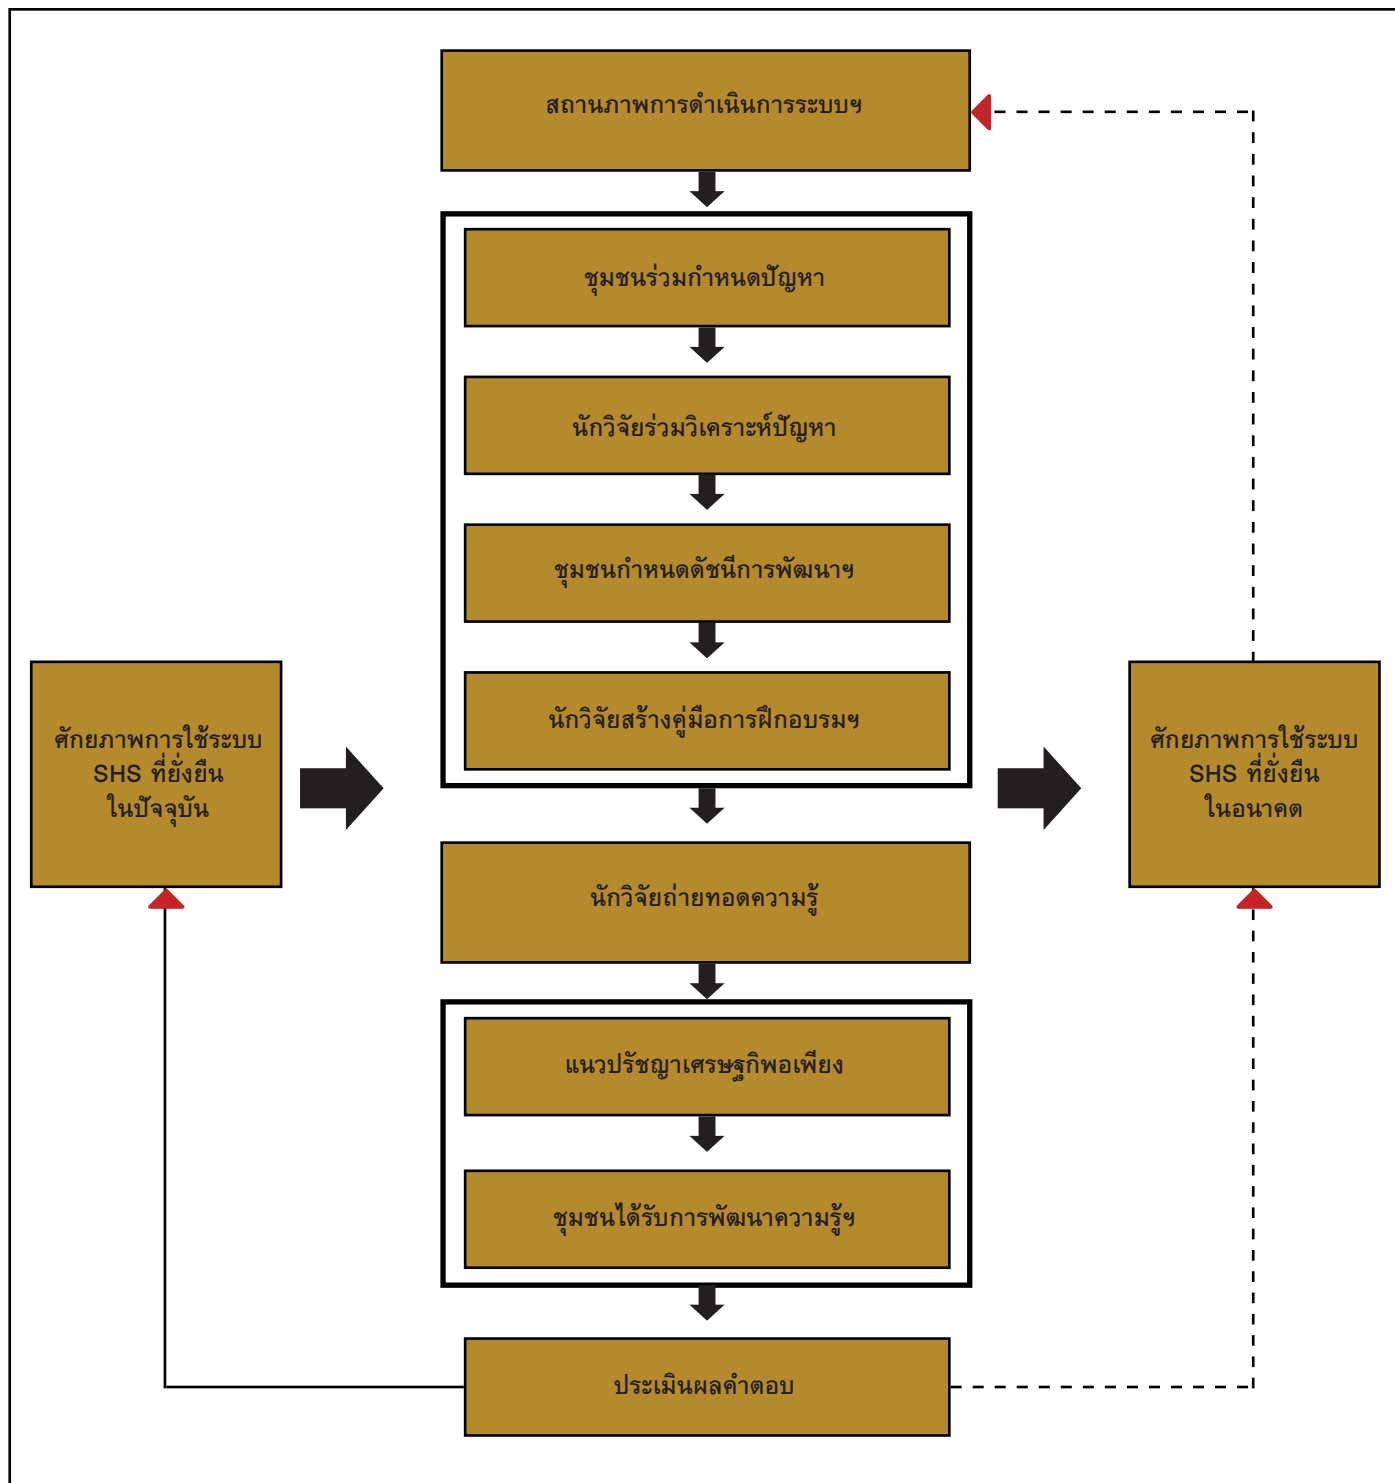 สถานภาพการดำเนินการระบบฯ
ชุมชนร่วมกำหนดปัญหา
นักวิจัยร่วมวิเคราะห์ปัญหา
ชุมชนกำหนดดัชนีการพัฒนาฯ
นักวิจัยสร้างคู่มือการฝึกอบรมฯ
ศักยภาพการใช้ระบบ
SHS ที่ยั่งยืน
ในปัจจุบัน
ศักยภาพการใช้ระบบ
SHS ที่ยั่งยืน
ในอนาคต
นักวิจัยถ่ายทอดความรู้
แนวปรัชญาเศรษฐกิพอเพียง
ชุมชนได้รับการพัฒนาความรู้ฯ
ประเมินผลคำตอบ